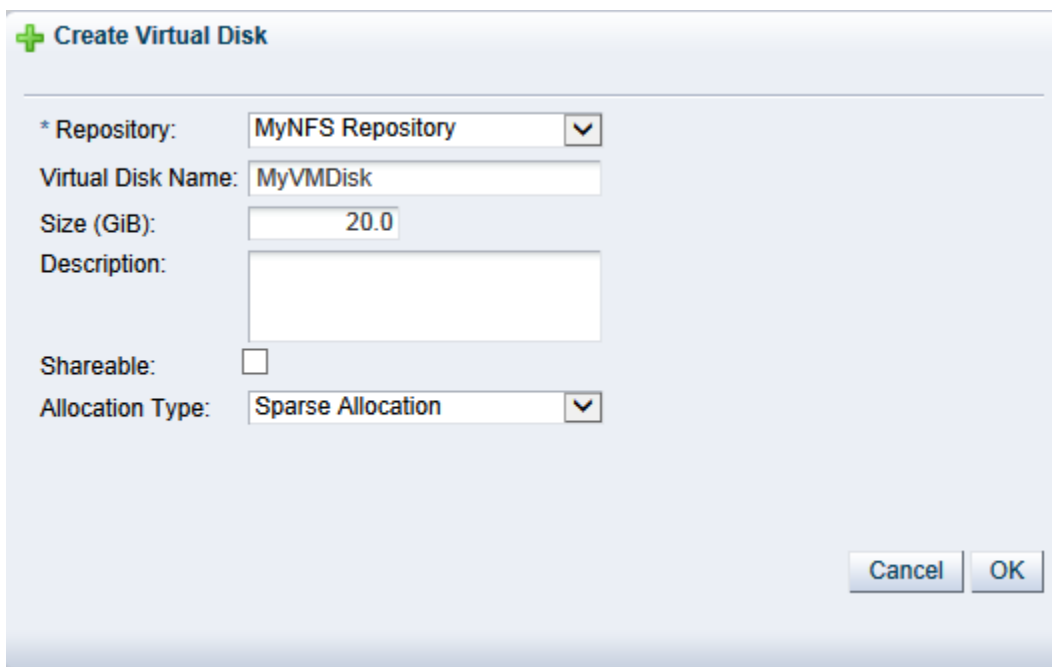 Create Virtual Disk
* Repository: MyNFS Repository
Virtual Disk Name: MyVMDisk
Size (GiB): 20.0
Description:
Shareable:
Allocation Type: Sparse Allocation
Cancel OK